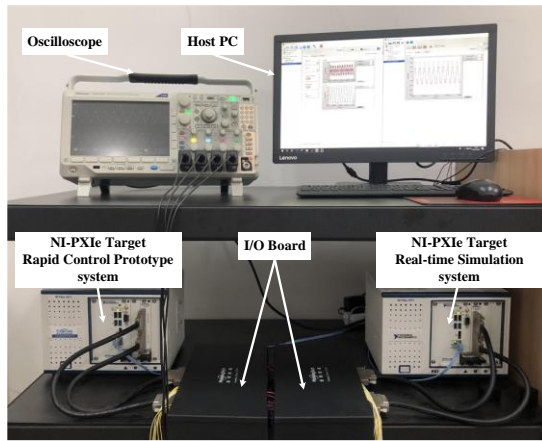 Oscilloscope
Host PC
Lenovo
NI-PXIe Target
Rapid Control Prototype
system
I/O Board
NI-PXIe Target
Real-time Simulation
system